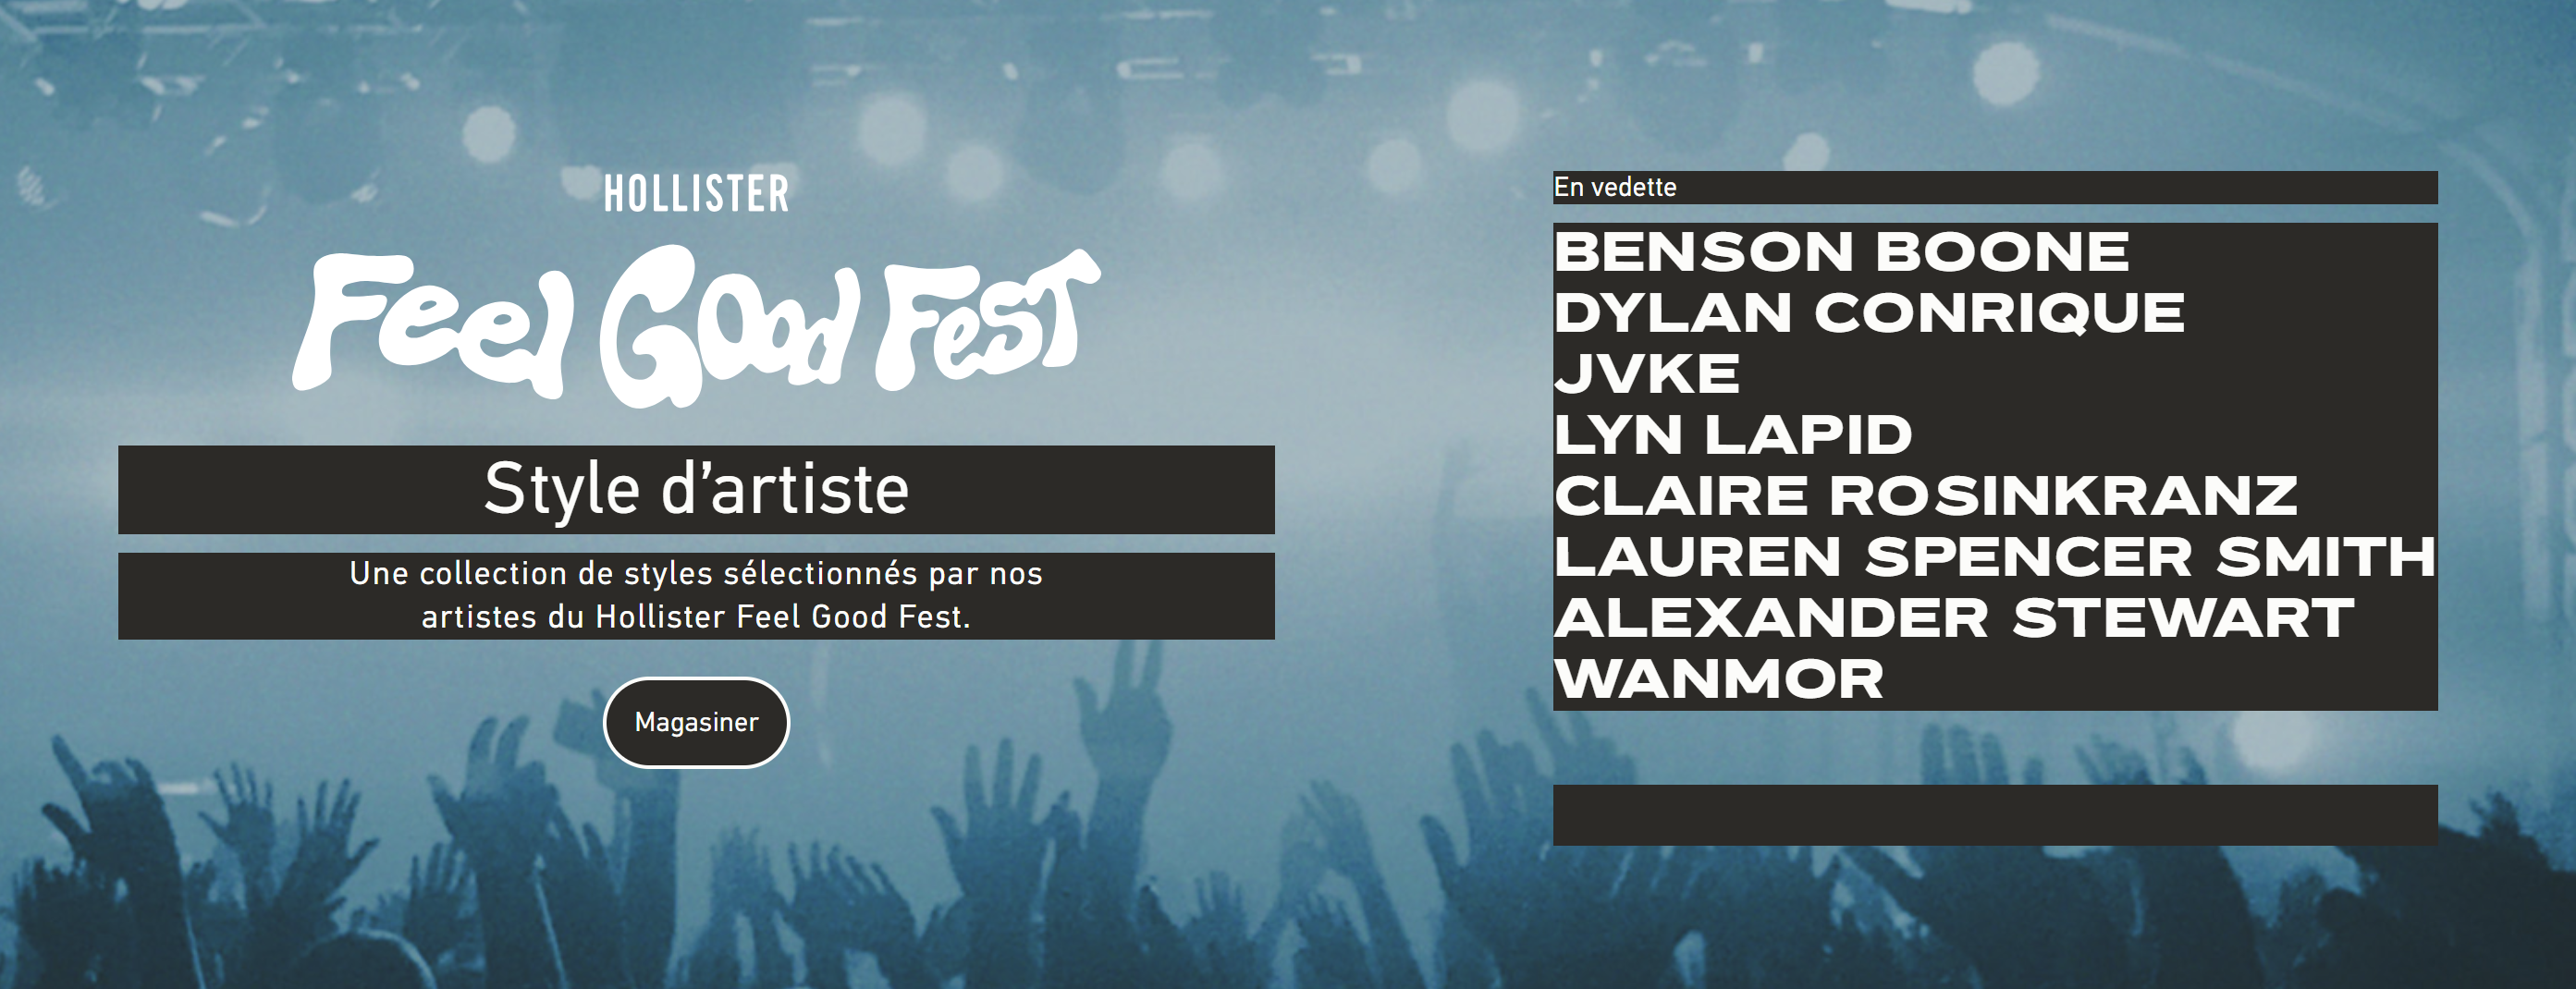 HOLLISTER
Feel Good Fest
Style d’artiste
Une collection de styles sélectionnés par nos
artistes du Hollister Feel Good Fest.
Magasiner
En vedette
BENSON BOONE
DYLAN CONRIQUE
JVKE
LYN LAPID
CLAIRE ROSINKRANZ
LAUREN SPENCER SMITH
ALEXANDER STEWART
WANMOR